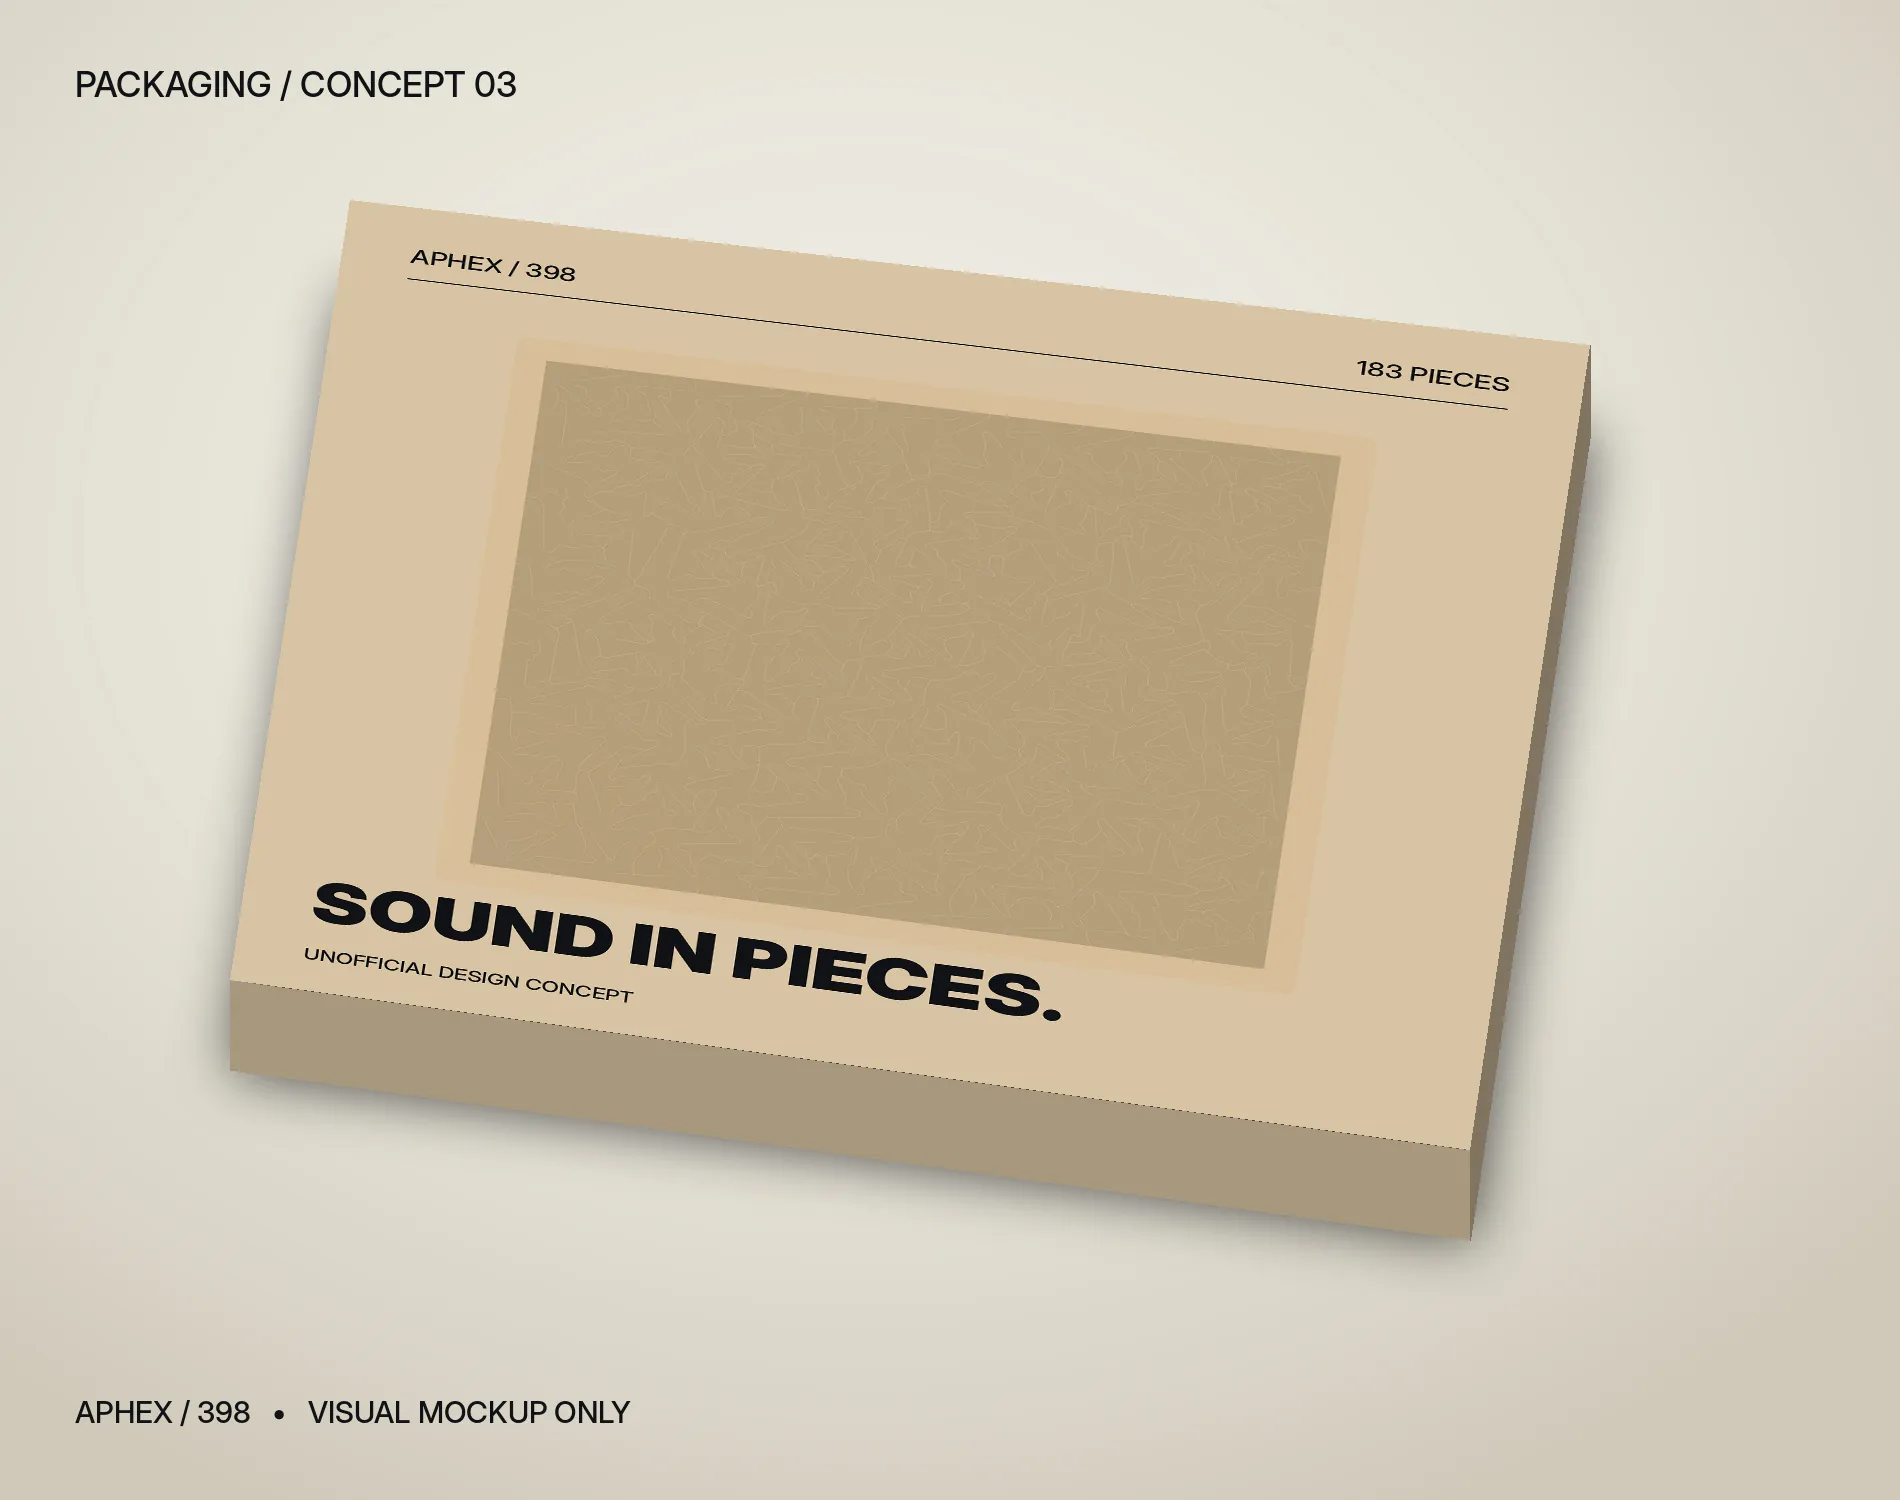 PACKAGING / CONCEPT 03
APHEX / 398
183 PIECES
SOUND IN PIECES.
UNOFFICIAL DESIGN CONCEPT
APHEX / 398 • VISUAL MOCKUP ONLY